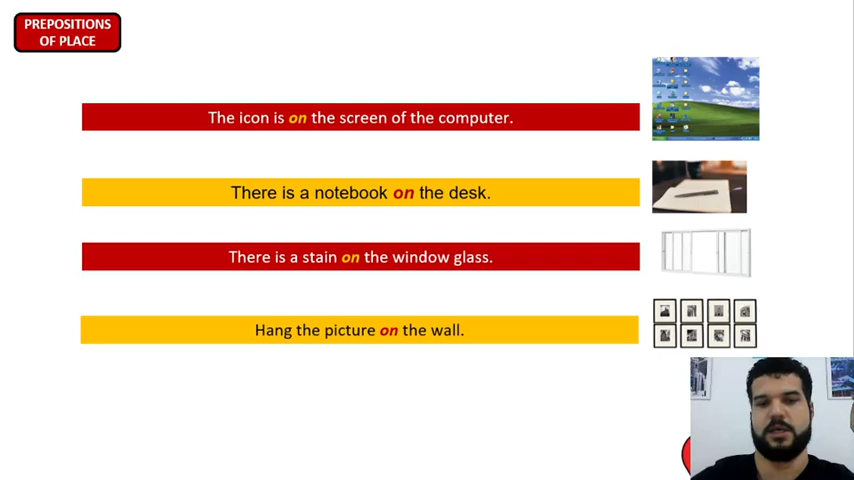 PREPOSITIONS
OF PLACE
The icon is on the screen of the computer.
There is a notebook on the desk.
There is a stain on the window glass.
Hang the picture on the wall.